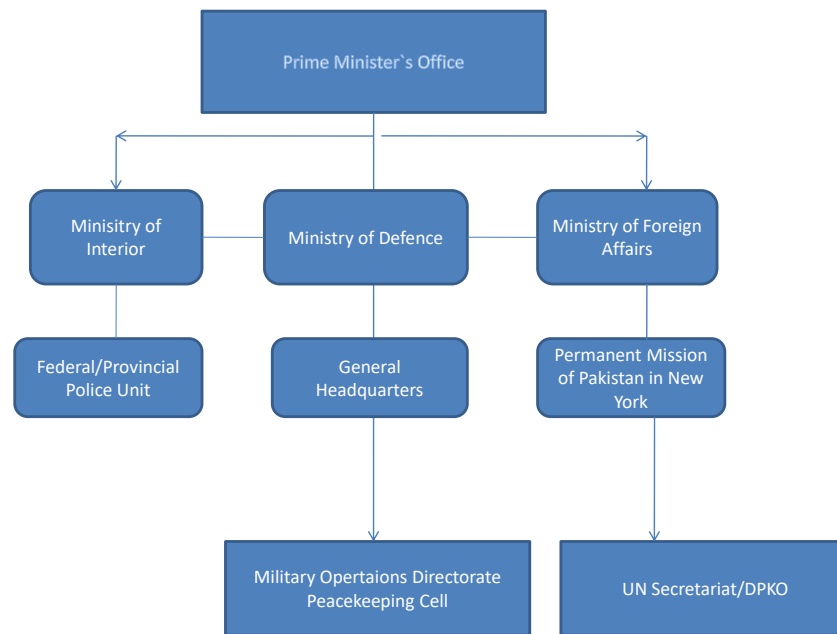 Prime Minister`s Office
Minisitry of
Interior
Ministry of Defence
Ministry of Foreign
Affairs
Federal/Provincial
Police Unit
General
Headquarters
Permanent Mission
of Pakistan in New
York
Military Opertaions Directorate
Peacekeeping Cell
UN Secretariat/DPKO